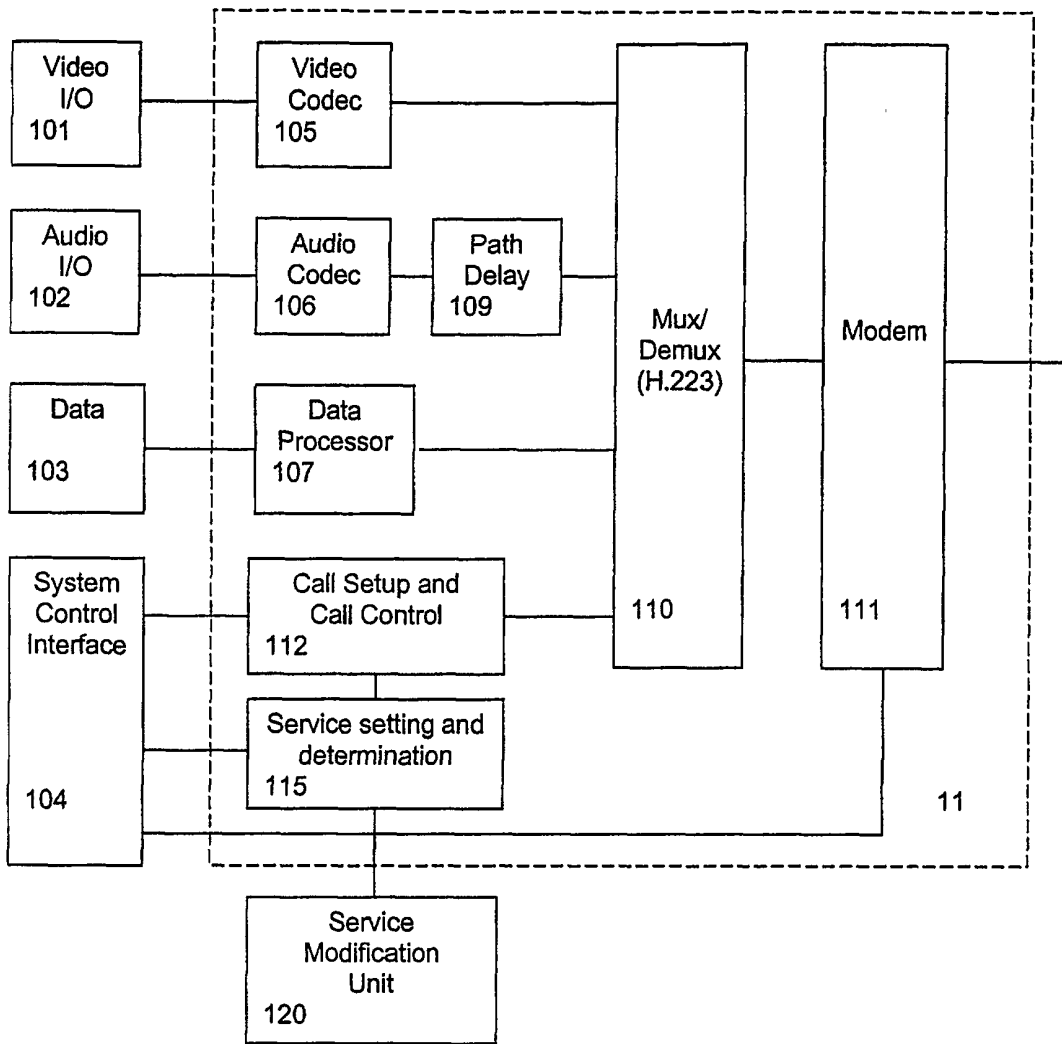 Video
I/O
101
Video
Codec
105
Audio
I/O
102
Audio
Codec
106
Path
Delay
109
Mux/
Demux
(H.223)
110
Modem
111
Data
103
Data
Processor
107
System
Control
Interface
104
Call Setup and
Call Control
112
Service setting and
determination
115
11
Service
Modification
Unit
120